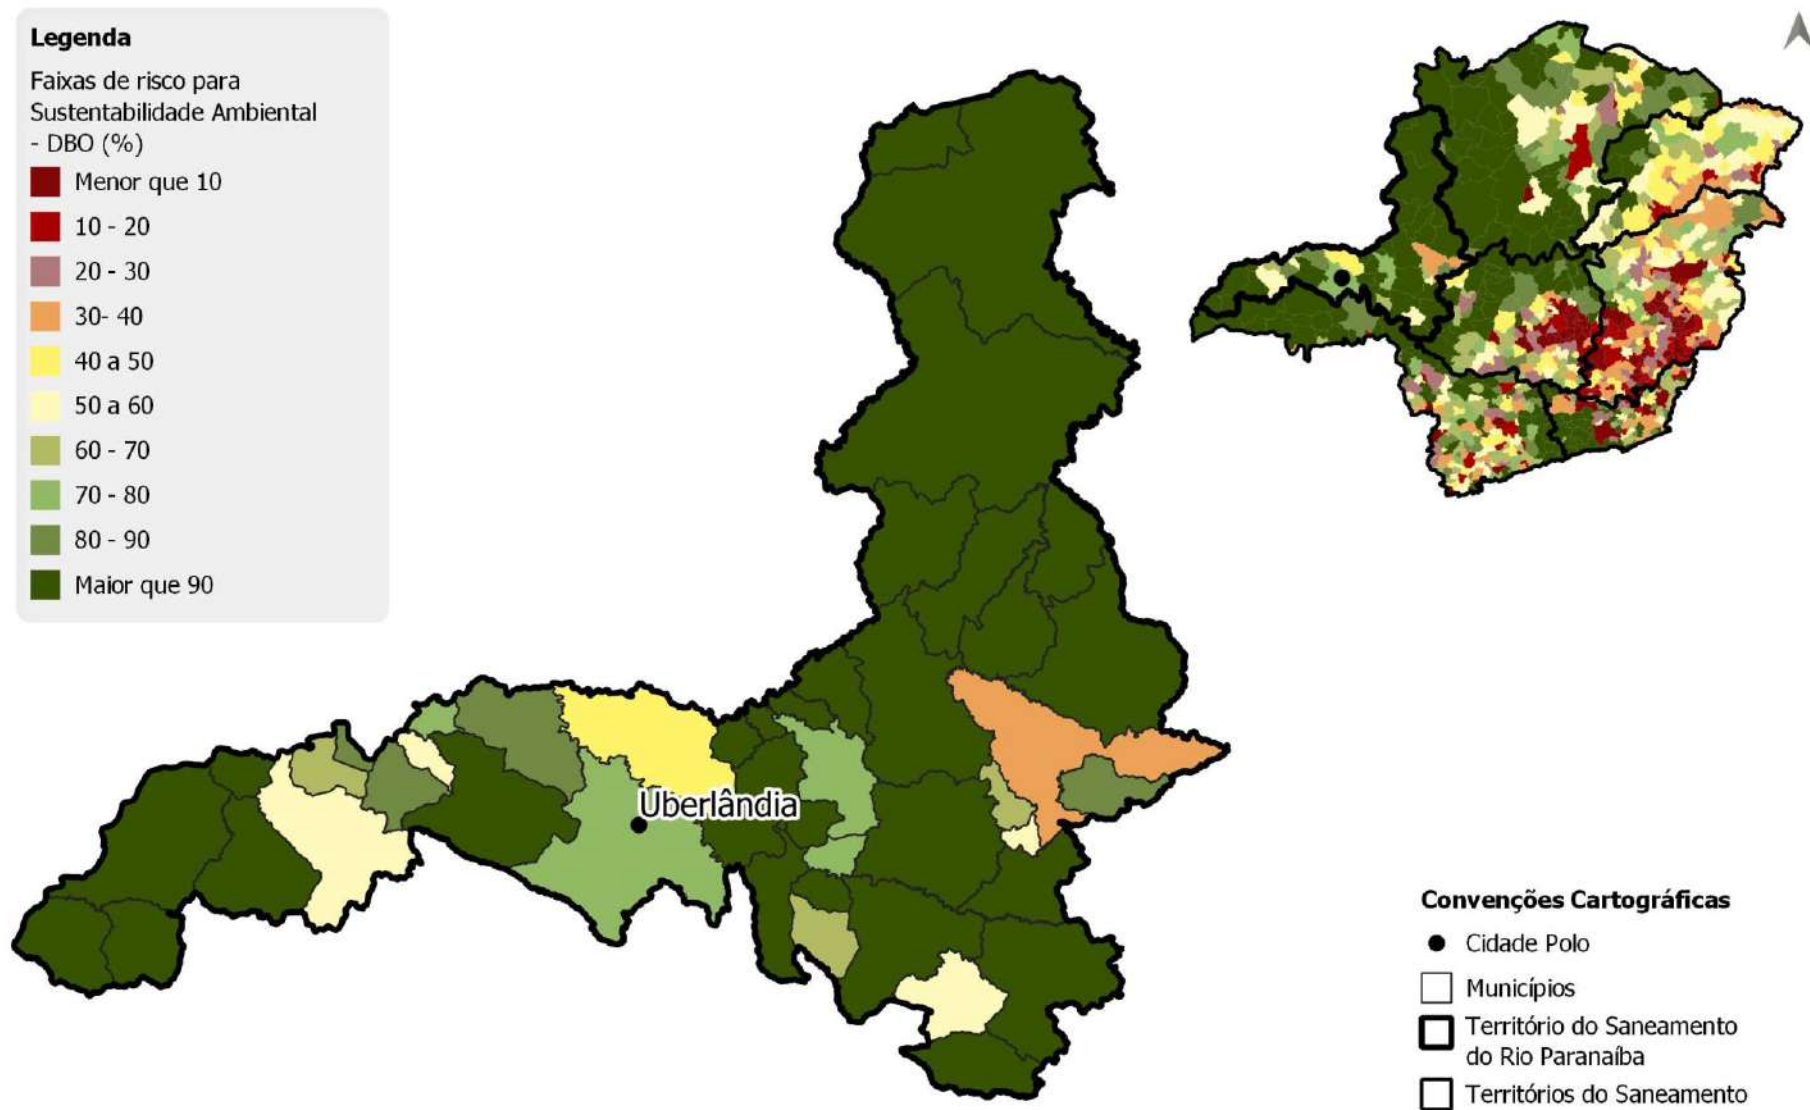 Legenda
Faixas de risco para
Sustentabilidade Ambiental
- DBO (%)
Menor que 10
10 - 20
20 - 30
30- 40
40 a 50
50 a 60
60 - 70
70 - 80
80 - 90
Maior que 90
Uberlândia
Convenções Cartográficas
Cidade Polo
Municípios
Território do Saneamento
do Rio Paranaíba
Territórios do Saneamento